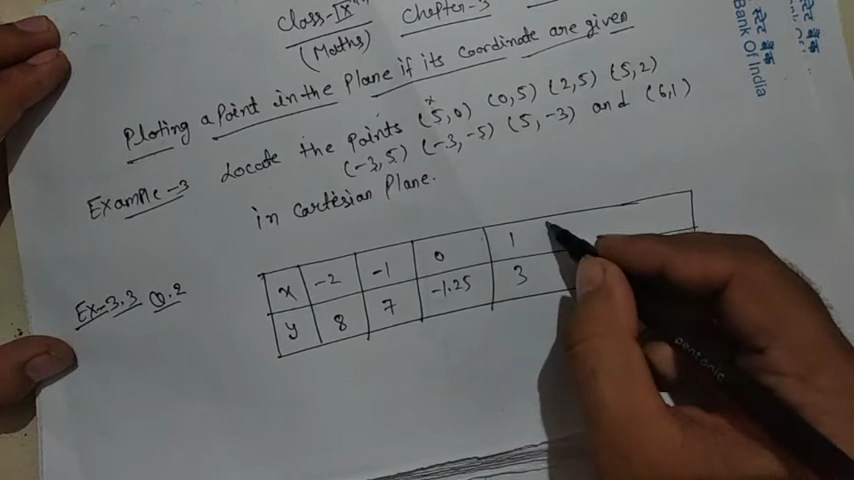 Class-IX
(Maths) Chapter-3
Ploting a Point in the Plane if its Coordinate are given
Example-3 Locate the points (5,0) (0,5) (2,5) (5,2)
x
(-3,5) (-3,-5) (5,-3) and (6,1)
in Cartesian Plane.
Ex-3.3 Q.2
x -2 -1 0 1
y 8 7 -1.25 3
स्टेट बैंक
Bank Of India
स्टेट बैंक
pentonic